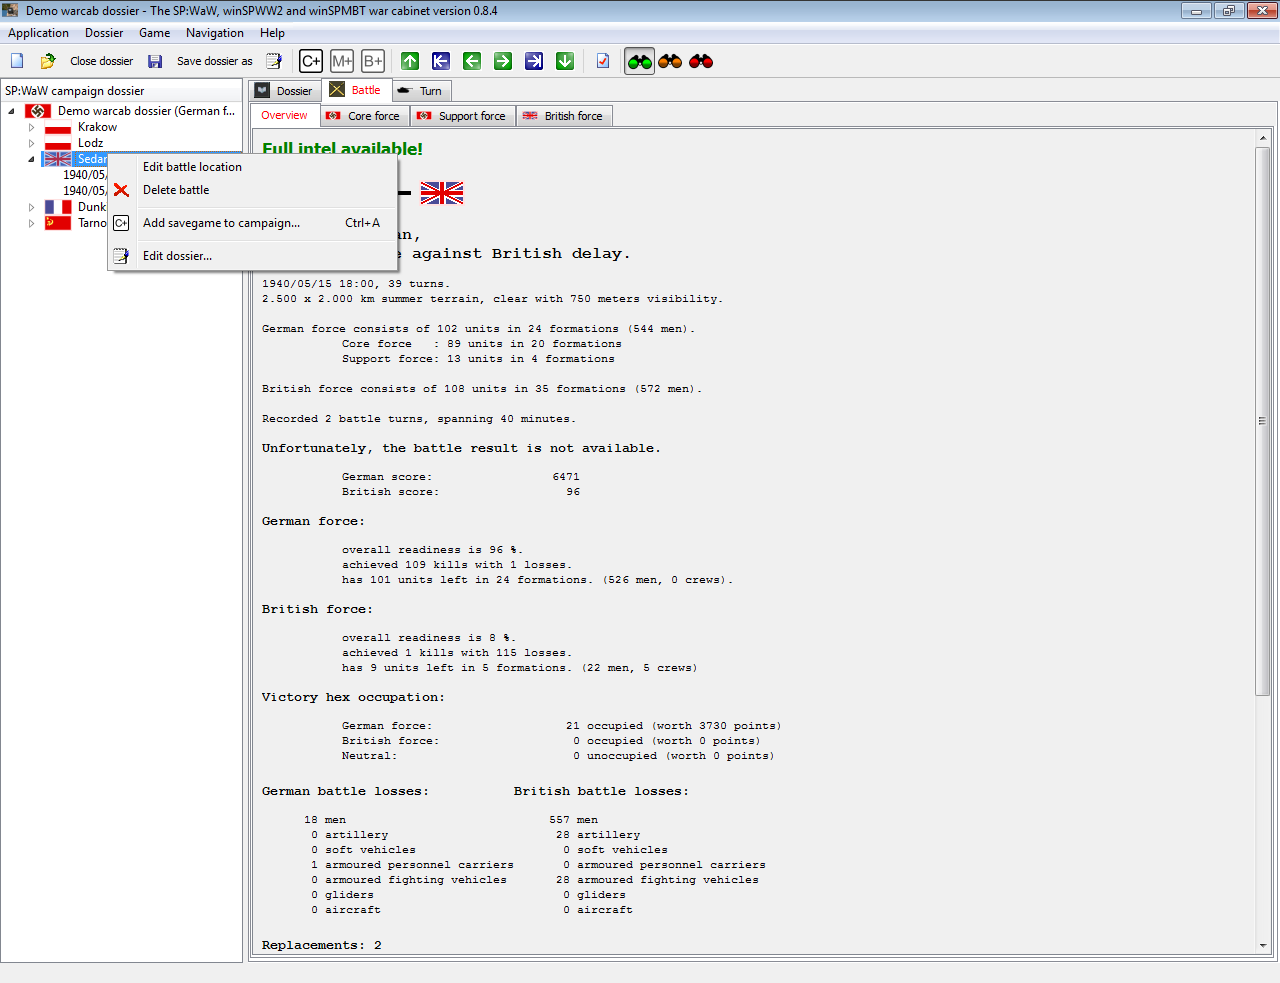 Demo warcab dossier - The SP:WaW, winSPWW2 and winSPMBT war cabinet version 0.8.4
Application Dossier Game Navigation Help
Close dossier Save dossier as C+ M+ B+
SP:WaW campaign dossier
Demo warcab dossier (German f...
Krakow
Lodz
Sedan
1940/05/
1940/05/
Dunk
Tarno
Edit battle location
Delete battle
C+ Add savegame to campaign... Ctrl+A
Edit dossier...
Dossier Battle Turn
Overview Core force Support force British force
Full intel available!
an,
e against British delay.
1940/05/15 18:00, 39 turns.
2.500 x 2.000 km summer terrain, clear with 750 meters visibility.
German force consists of 102 units in 24 formations (544 men).
Core force : 89 units in 20 formations
Support force: 13 units in 4 formations
British force consists of 108 units in 35 formations (572 men).
Recorded 2 battle turns, spanning 40 minutes.
Unfortunately, the battle result is not available.
German score: 6471
British score: 96
German force:
overall readiness is 96 %.
achieved 109 kills with 1 losses.
has 101 units left in 24 formations. (526 men, 0 crews).
British force:
overall readiness is 8 %.
achieved 1 kills with 115 losses.
has 9 units left in 5 formations. (22 men, 5 crews)
Victory hex occupation:
German force: 21 occupied (worth 3730 points)
British force: 0 occupied (worth 0 points)
Neutral: 0 unoccupied (worth 0 points)
German battle losses: British battle losses:
18 men 557 men
0 artillery 28 artillery
0 soft vehicles 0 soft vehicles
1 armoured personnel carriers 0 armoured personnel carriers
0 armoured fighting vehicles 28 armoured fighting vehicles
0 gliders 0 gliders
0 aircraft 0 aircraft
Replacements: 2